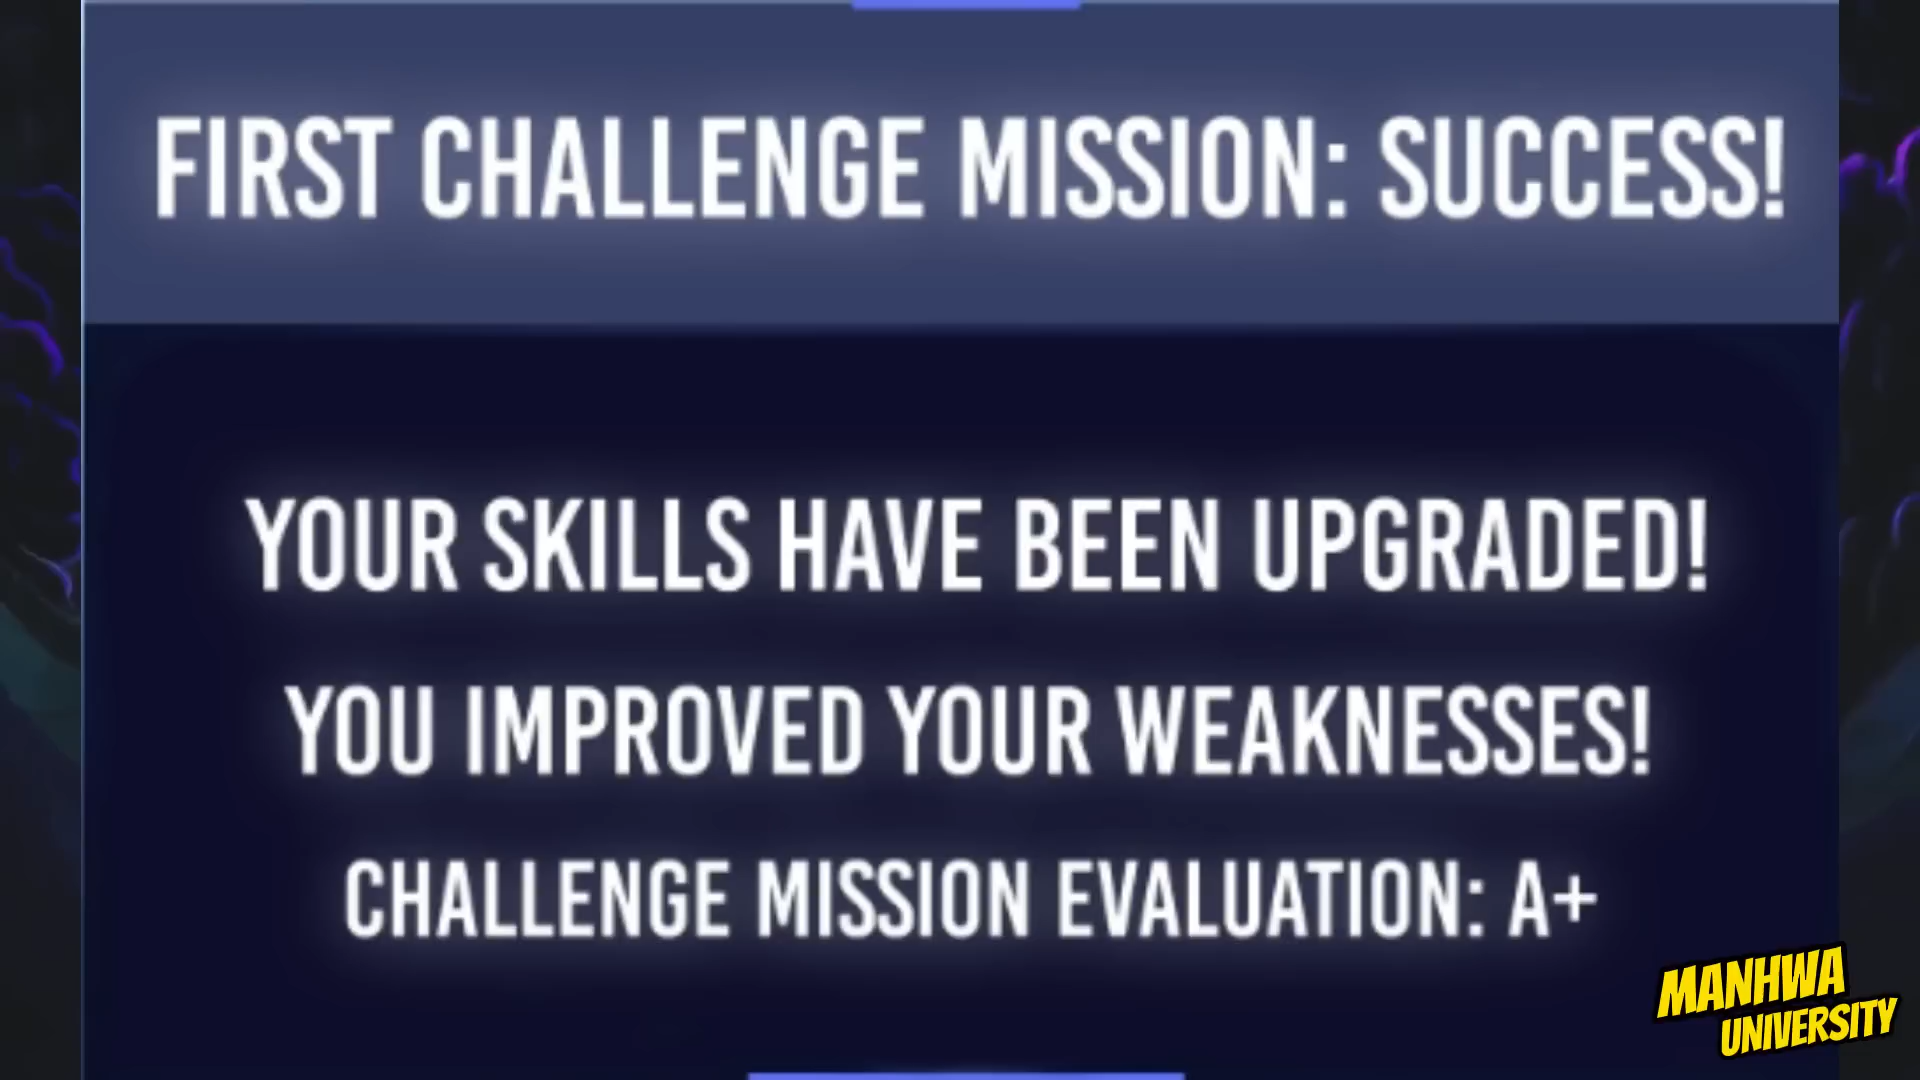 FIRST CHALLENGE MISSION: SUCCESS!
YOUR SKILLS HAVE BEEN UPGRADED!
YOU IMPROVED YOUR WEAKNESSES!
CHALLENGE MISSION EVALUATION: A+
MANHWA
UNIVERSITY